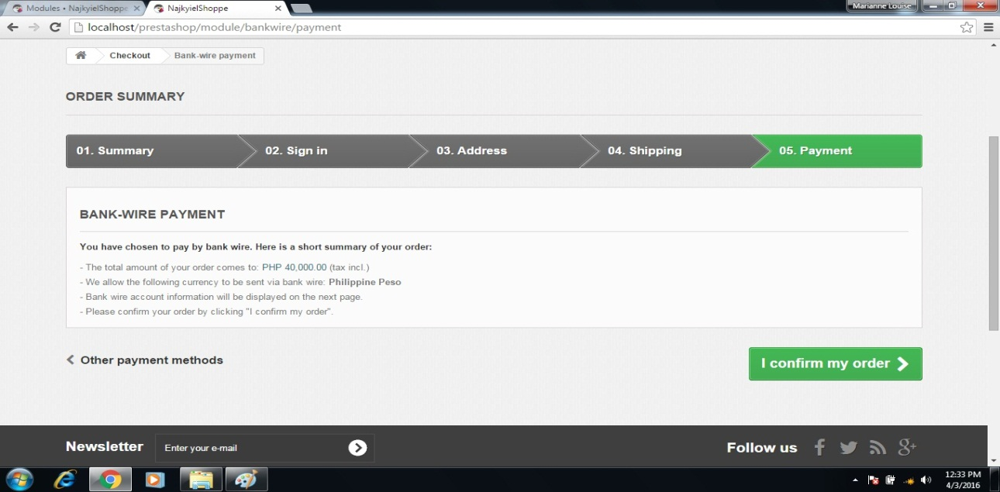 Modules • NajkyielShoppe
NajkyielShoppe
Marianne Louise
localhost/prestashop/module/bankwire/payment
Checkout
Bank-wire payment
ORDER SUMMARY
01. Summary
02. Sign in
03. Address
04. Shipping
05. Payment
BANK-WIRE PAYMENT
You have chosen to pay by bank wire. Here is a short summary of your order:
- The total amount of your order comes to: PHP 40,000.00 (tax incl.)
- We allow the following currency to be sent via bank wire: Philippine Peso
- Bank wire account information will be displayed on the next page.
- Please confirm your order by clicking "I confirm my order".
Other payment methods
I confirm my order
Newsletter
Enter your e-mail
Follow us
12:33 PM
4/3/2016